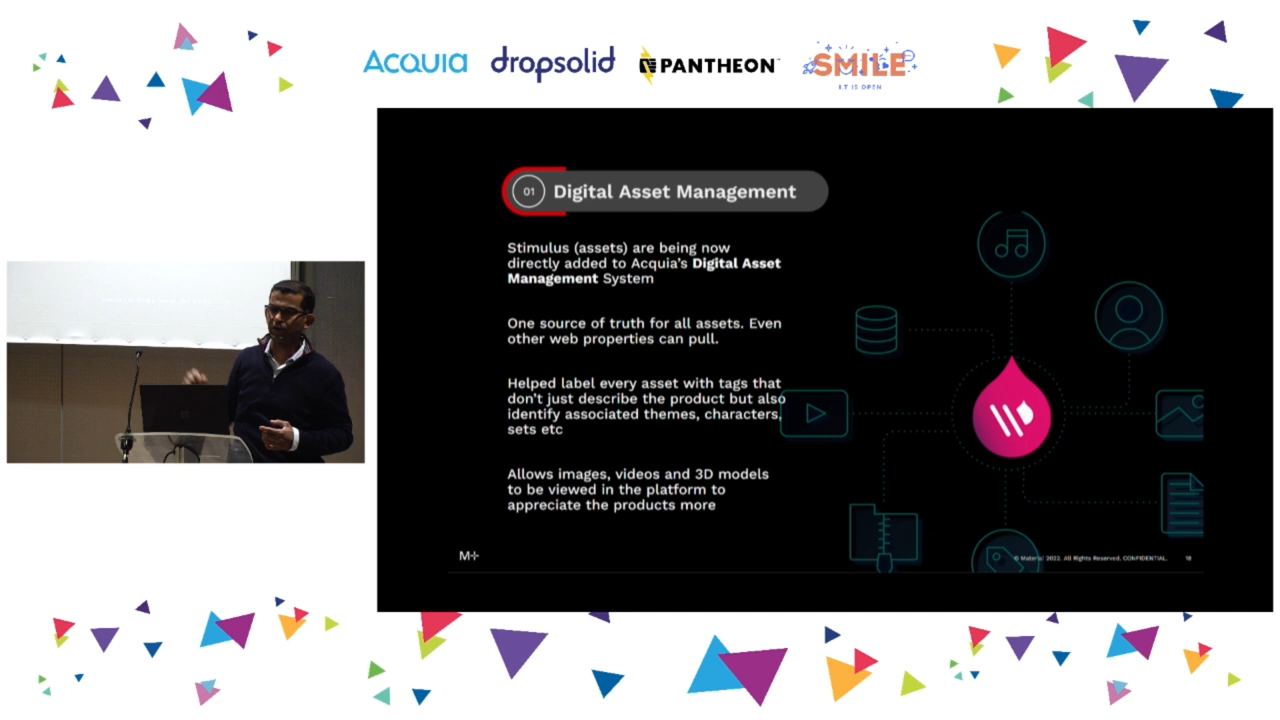 Acquia
dropsolid
PANTHEON
SMILE
I.T IS OPEN
01
Digital Asset Management
Stimulus (assets) are being now
directly added to Acquia's Digital Asset
Management System
One source of truth for all assets. Even
other web properties can pull.
Helped label every asset with tags that
don't just describe the product but also
identify associated themes, characters,
sets etc
Allows images, videos and 3D models
to be viewed in the platform to
appreciate the products more
M+
© Material 2022. All Rights Reserved. CONFIDENTIAL.
18